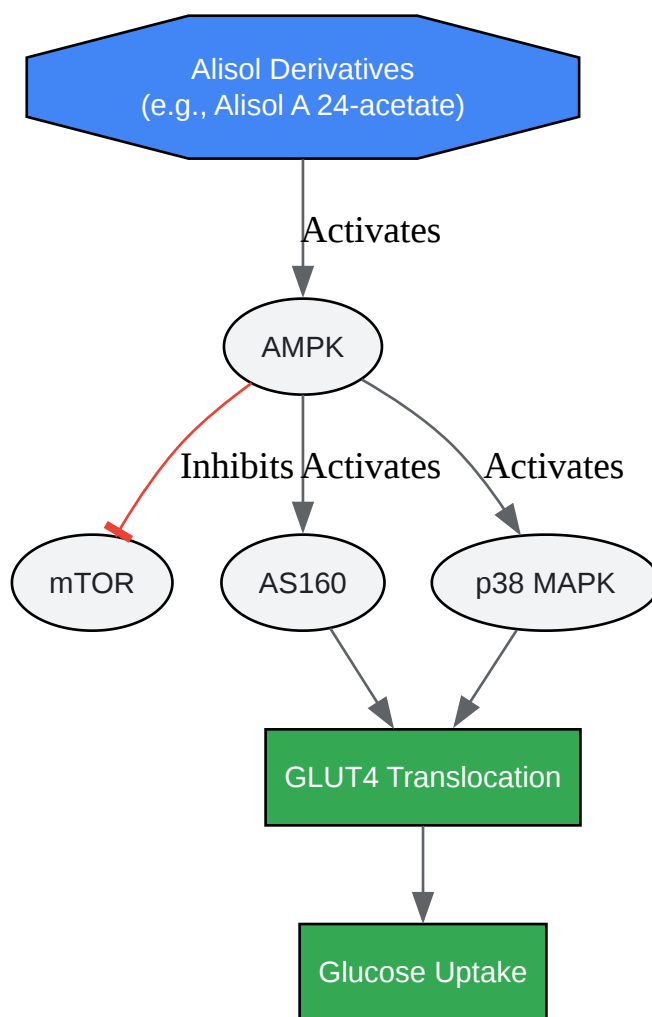 Alisol Derivatives
(e.g., Alisol A 24-acetate)
Activates
AMPK
Inhibits Activates Activates
mTOR AS160 p38 MAPK
GLUT4 Translocation
Glucose Uptake